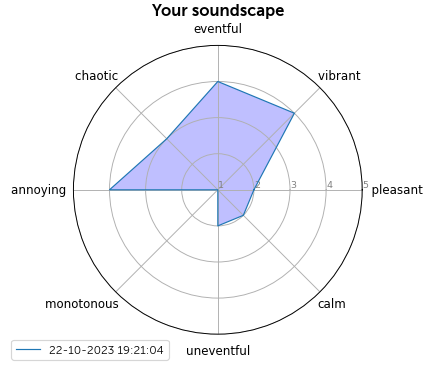 Your soundscape
eventful
chaotic
vibrant
annoying
1 2 3 4 5
pleasant
monotonous
calm
uneventful
22-10-2023 19:21:04